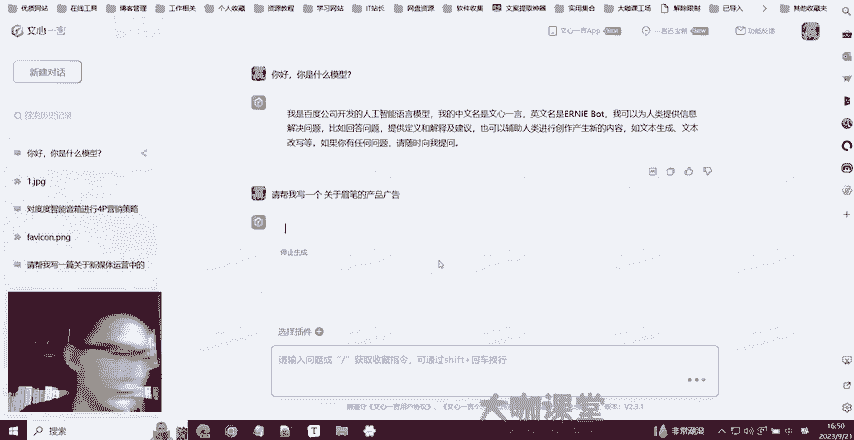 优质网站 在线工具 博客管理 工作相关 个人收藏 资源教程 学习网站 IT站长 网盘资源 软件收集 文案提取神器 实用集合 大咖课工场 解除限制 已导入 其他收藏夹
文心一言
文心一言App 一言百宝箱 功能反馈
新建对话
搜索历史记录
你好，你是什么模型？
1.jpg
对度度智能音箱进行4P营销策略
favicon.png
请帮我写一篇关于新媒体运营中的
你好，你是什么模型？
我是百度公司开发的人工智能语言模型，我的中文名是文心一言，英文名是ERNIE Bot，我可以为人类提供信息
解决问题，比如回答问题，提供定义和解释及建议，也可以辅助人类进行创作产生新的内容，如文本生成、文本
改写等。如果你有任何问题，请随时向我提问。
请帮我写一个 关于眉笔的产品广告
停止生成
选择插件
请输入问题或“/”获取收藏指令，可通过shift+回车换行
大咖课堂
版本号：V2.3.1
搜索
非常潮湿
中
16:50
2023/9/23